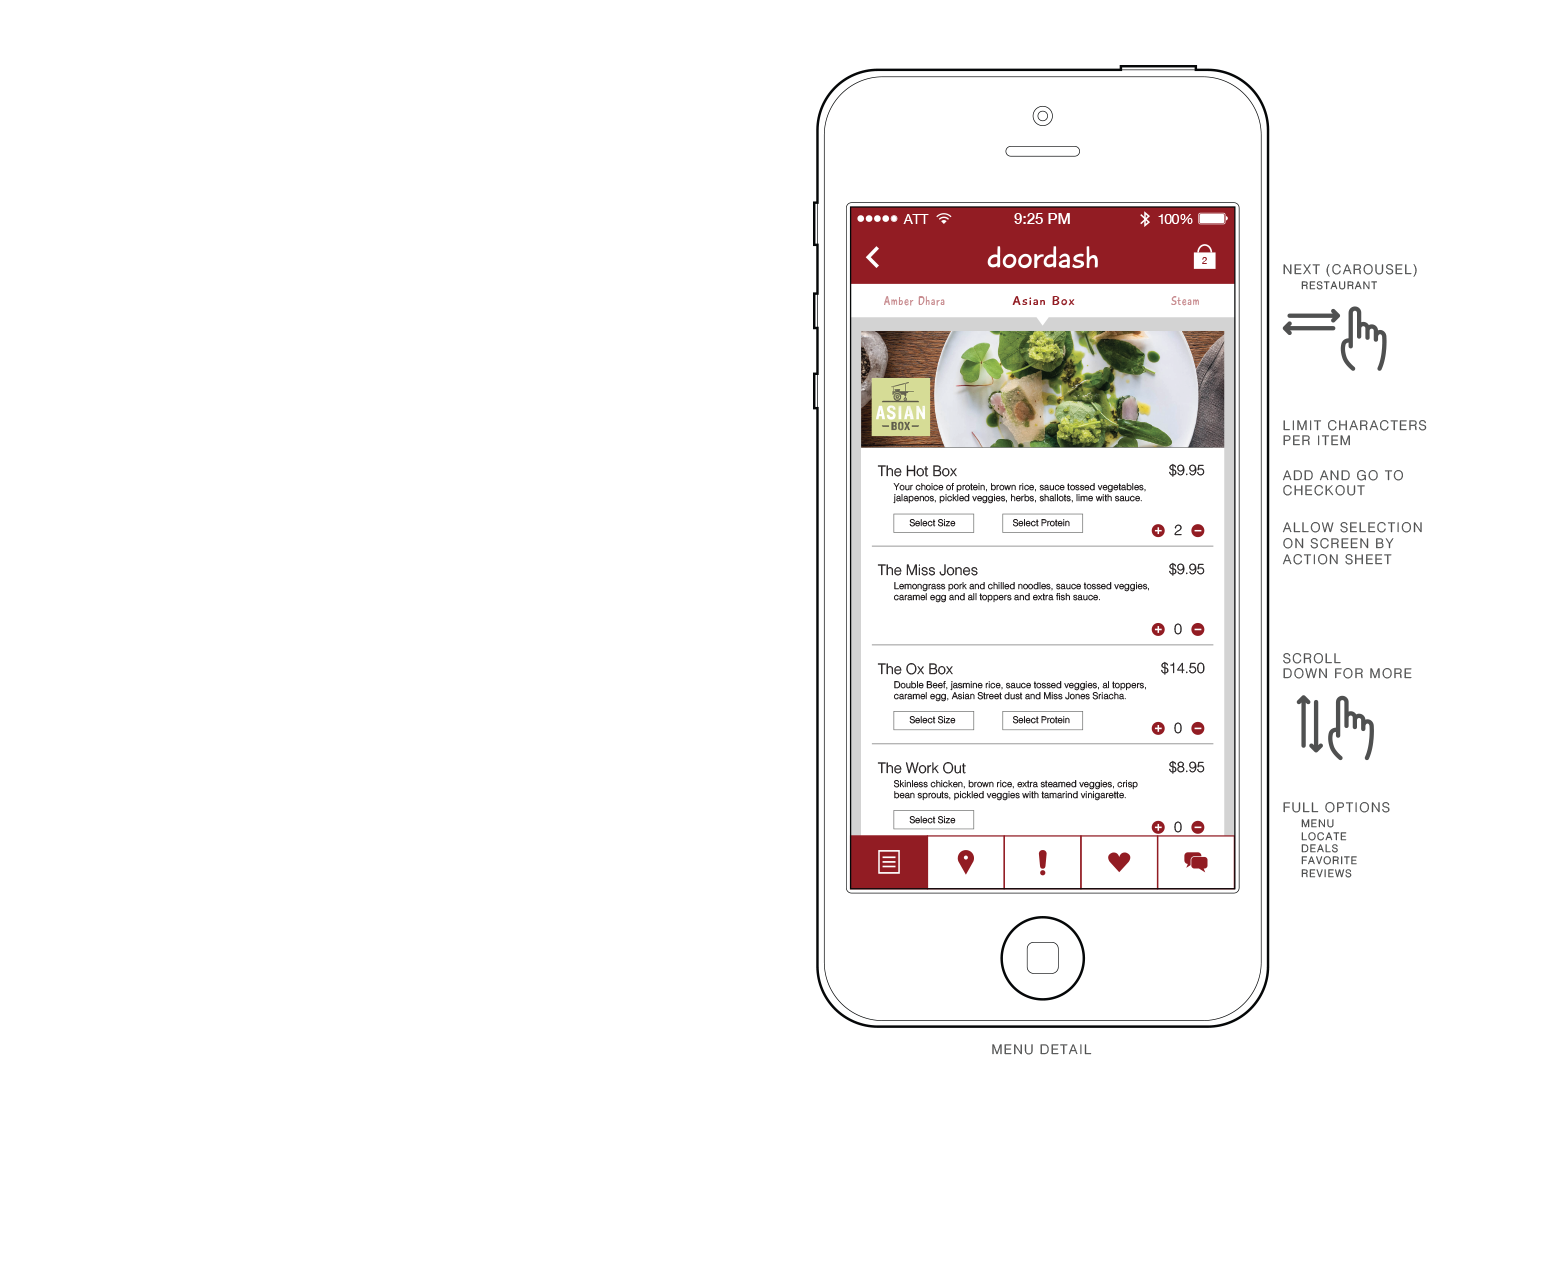 ATT 9:25 PM 100%
doordash
2
Amber Dhara Asian Box Steam
ASIAN
BOX
The Hot Box $9.95
Your choice of protein, brown rice, sauce tossed vegetables,
jalapenos, pickled veggies, herbs, shallots, lime with sauce.
Select Size Select Protein
2
The Miss Jones $9.95
Lemongrass pork and chilled noodles, sauce tossed veggies,
caramel egg and all toppers and extra fish sauce.
0
The Ox Box $14.50
Double Beef, jasmine rice, sauce tossed veggies, al toppers,
caramel egg, Asian Street dust and Miss Jones Sriacha.
Select Size Select Protein
0
The Work Out $8.95
Skinless chicken, brown rice, extra steamed veggies, crisp
bean sprouts, pickled veggies with tamarind vinigarette.
Select Size
0
MENU DETAIL
NEXT (CAROUSEL)
RESTAURANT
LIMIT CHARACTERS
PER ITEM
ADD AND GO TO
CHECKOUT
ALLOW SELECTION
ON SCREEN BY
ACTION SHEET
SCROLL
DOWN FOR MORE
FULL OPTIONS
MENU
LOCATE
DEALS
FAVORITE
REVIEWS